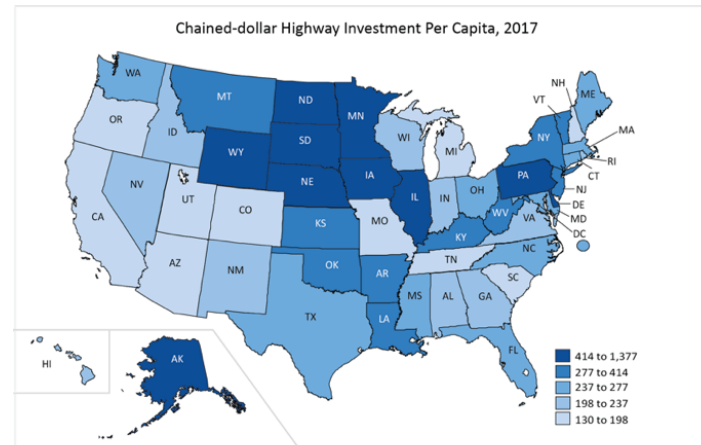 Chained-dollar Highway Investment Per Capita, 2017
WA
MT
ND
MN
NH
VT
ME
OR
ID
WY
SD
WI
MI
NY
MA
RI
CT
NV
UT
CO
NE
IA
IL
IN
OH
PA
NJ
DE
MD
DC
CA
KS
MO
KY
WV
VA
AZ
NM
OK
AR
TN
NC
SC
TX
LA
MS
AL
GA
FL
HI
AK
414 to 1,377
277 to 414
237 to 277
198 to 237
130 to 198